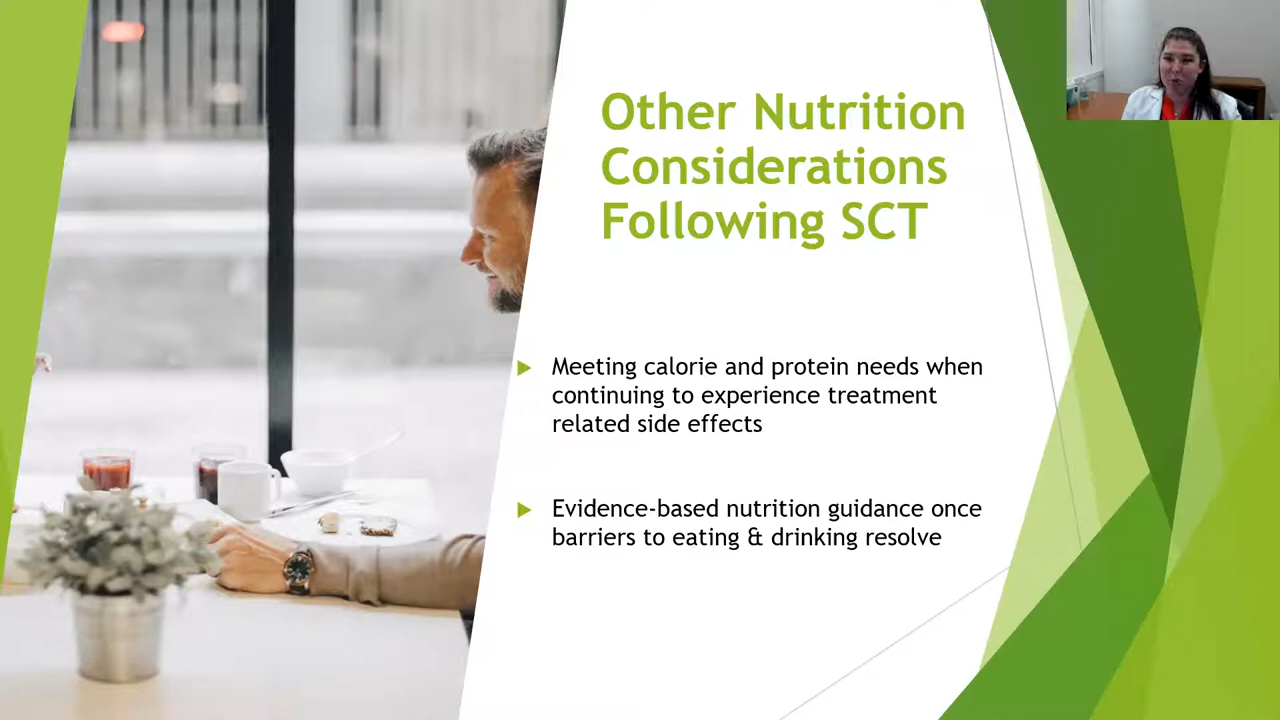 Other Nutrition
Considerations
Following SCT
Meeting calorie and protein needs when
continuing to experience treatment
related side effects
Evidence-based nutrition guidance once
barriers to eating & drinking resolve